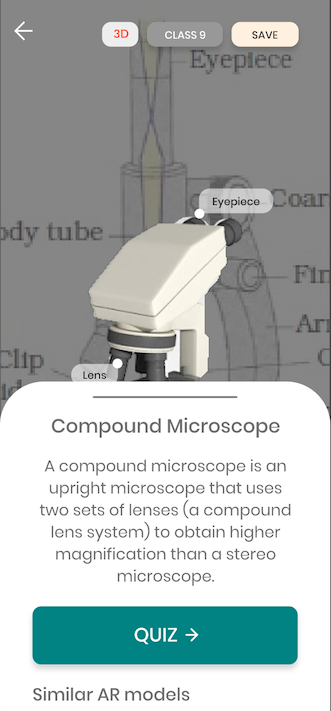 3D
CLASS 9
SAVE
Eyepiece
Eyepiece
Coar
ody tube
Fin
Ar
Clip
Lens
Compound Microscope
A compound microscope is an
upright microscope that uses
two sets of lenses (a compound
lens system) to obtain higher
magnification than a stereo
microscope.
QUIZ →
Similar AR models